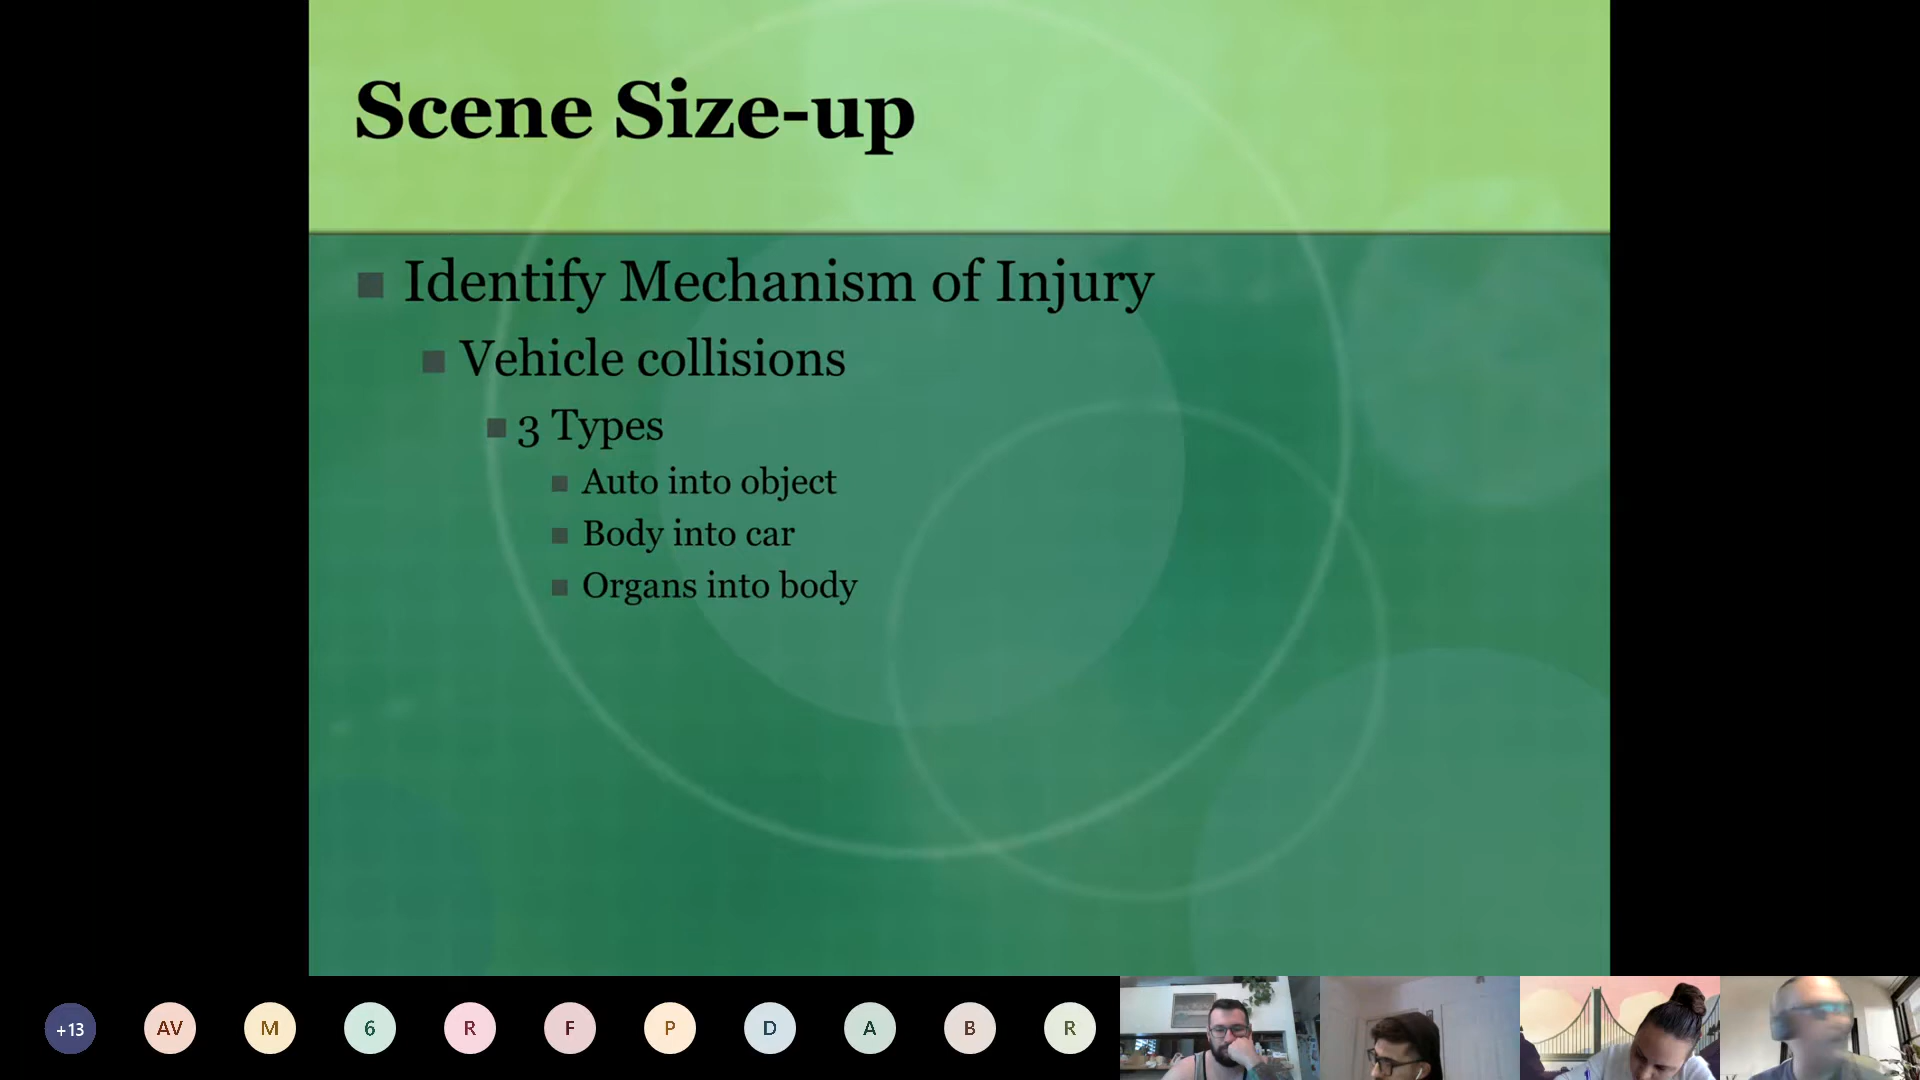 Scene Size-up
Identify Mechanism of Injury
Vehicle collisions
3 Types
Auto into object
Body into car
Organs into body
+13
AV
M
6
R
F
P
D
A
B
R